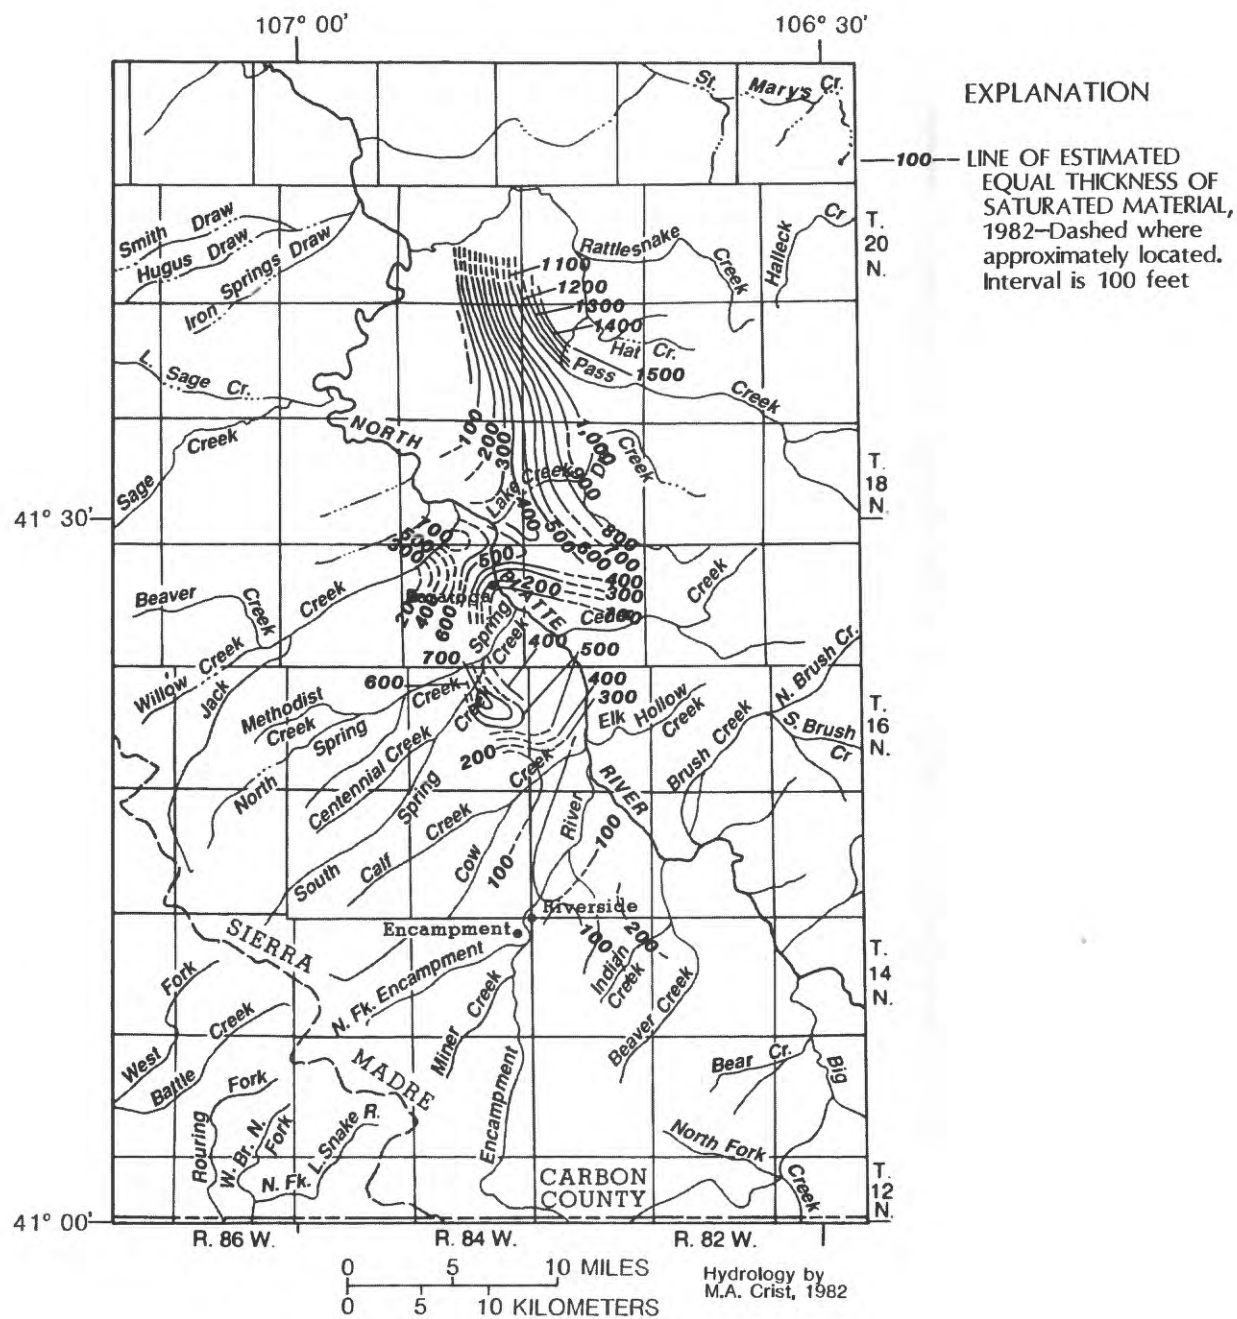 107° 00'
106° 30'
EXPLANATION
100
LINE OF ESTIMATED
EQUAL THICKNESS OF
SATURATED MATERIAL,
1982–Dashed where
approximately located.
Interval is 100 feet
St. Mary's Cr.
T.
20
N.
Smith Draw
Hugus Draw
Iron Springs Draw
Rattlesnake Creek
Halleck Cr
1100
1200
1300
1400
Hat Cr.
1500
Pass Creek
L. Sage Cr.
Sage Creek
NORTH
100
200
300
1,000
900
Creek
T.
18
N.
Lake Creek
400
500
600
700
800
41° 30'
100
500
300
500
Beaver Creek
Creek
Saratoga
PLATTE
200
400
300
Creek
200
400
600
Spring Creek
Cedar
400
500
700
600
400
300
Willow Creek
Jack
Methodist Creek
North Spring Creek
Creek
Centennial Creek
Elk Hollow Creek
N. Brush Cr.
S. Brush Cr
Brush Creek
T.
16
N.
200
South Spring
Calf Creek
Creek
Cow
100
River
100
RIVER
Riverside
Encampment
100
200
Indian Creek
Beaver Creek
SIERRA
MADRE
T.
14
N.
West Fork
Battle Creek
N. Fk. Encampment
Miner Creek
Encampment
Bear Cr.
Big
Creek
Rouring Fork
W. Br. N. Fork
N. Fk. L. Snake R.
North Fork
CARBON
COUNTY
T.
12
N.
41° 00'
R. 86 W.
R. 84 W.
R. 82 W.
0 5 10 MILES
0 5 10 KILOMETERS
Hydrology by
M.A. Crist, 1982